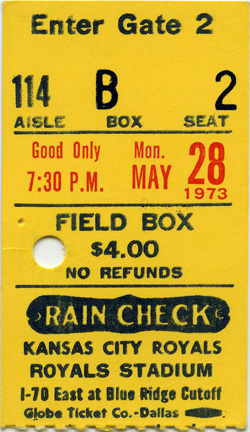 Enter Gate 2
114 B 2
AISLE BOX SEAT
Good Only Mon.
7:30 P.M. MAY 28
1973
FIELD BOX
$4.00
NO REFUNDS
RAIN CHECK
KANSAS CITY ROYALS
ROYALS STADIUM
I-70 East at Blue Ridge Cutoff
Globe Ticket Co.-Dallas